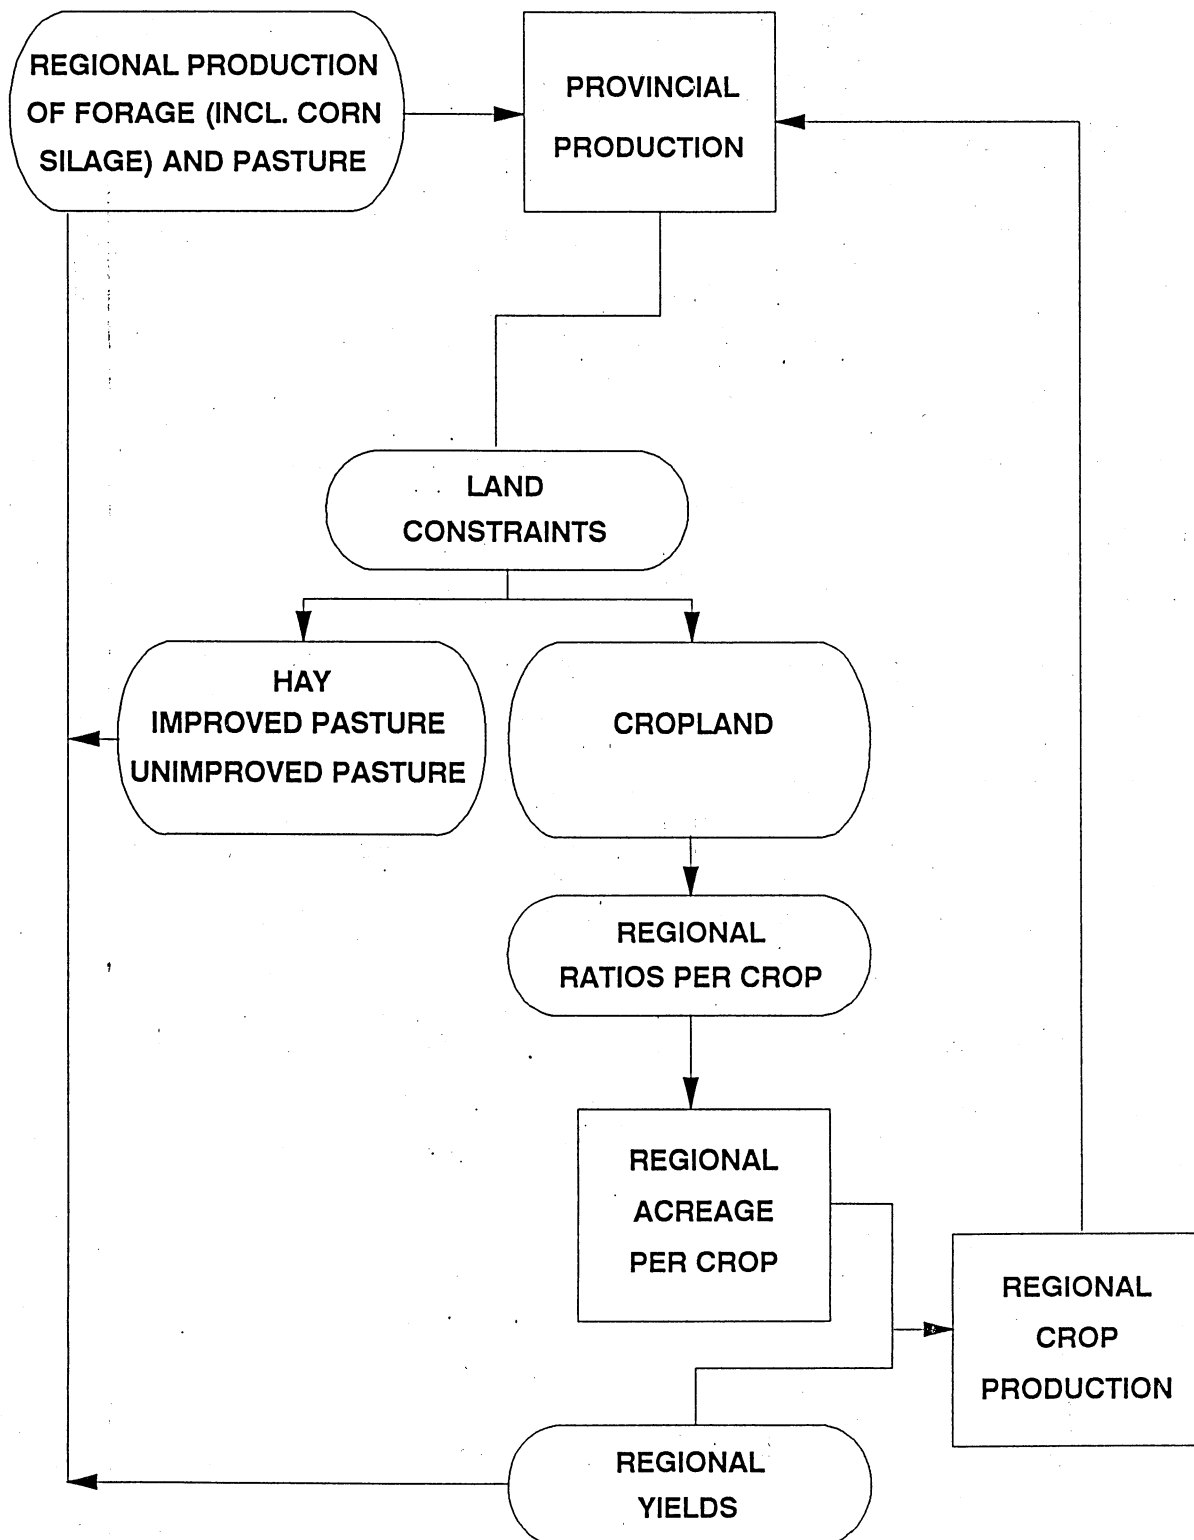 REGIONAL PRODUCTION
OF FORAGE (INCL. CORN
SILAGE) AND PASTURE
PROVINCIAL
PRODUCTION
LAND
CONSTRAINTS
HAY
IMPROVED PASTURE
UNIMPROVED PASTURE
CROPLAND
REGIONAL
RATIOS PER CROP
REGIONAL
ACREAGE
PER CROP
REGIONAL
CROP
PRODUCTION
REGIONAL
YIELDS